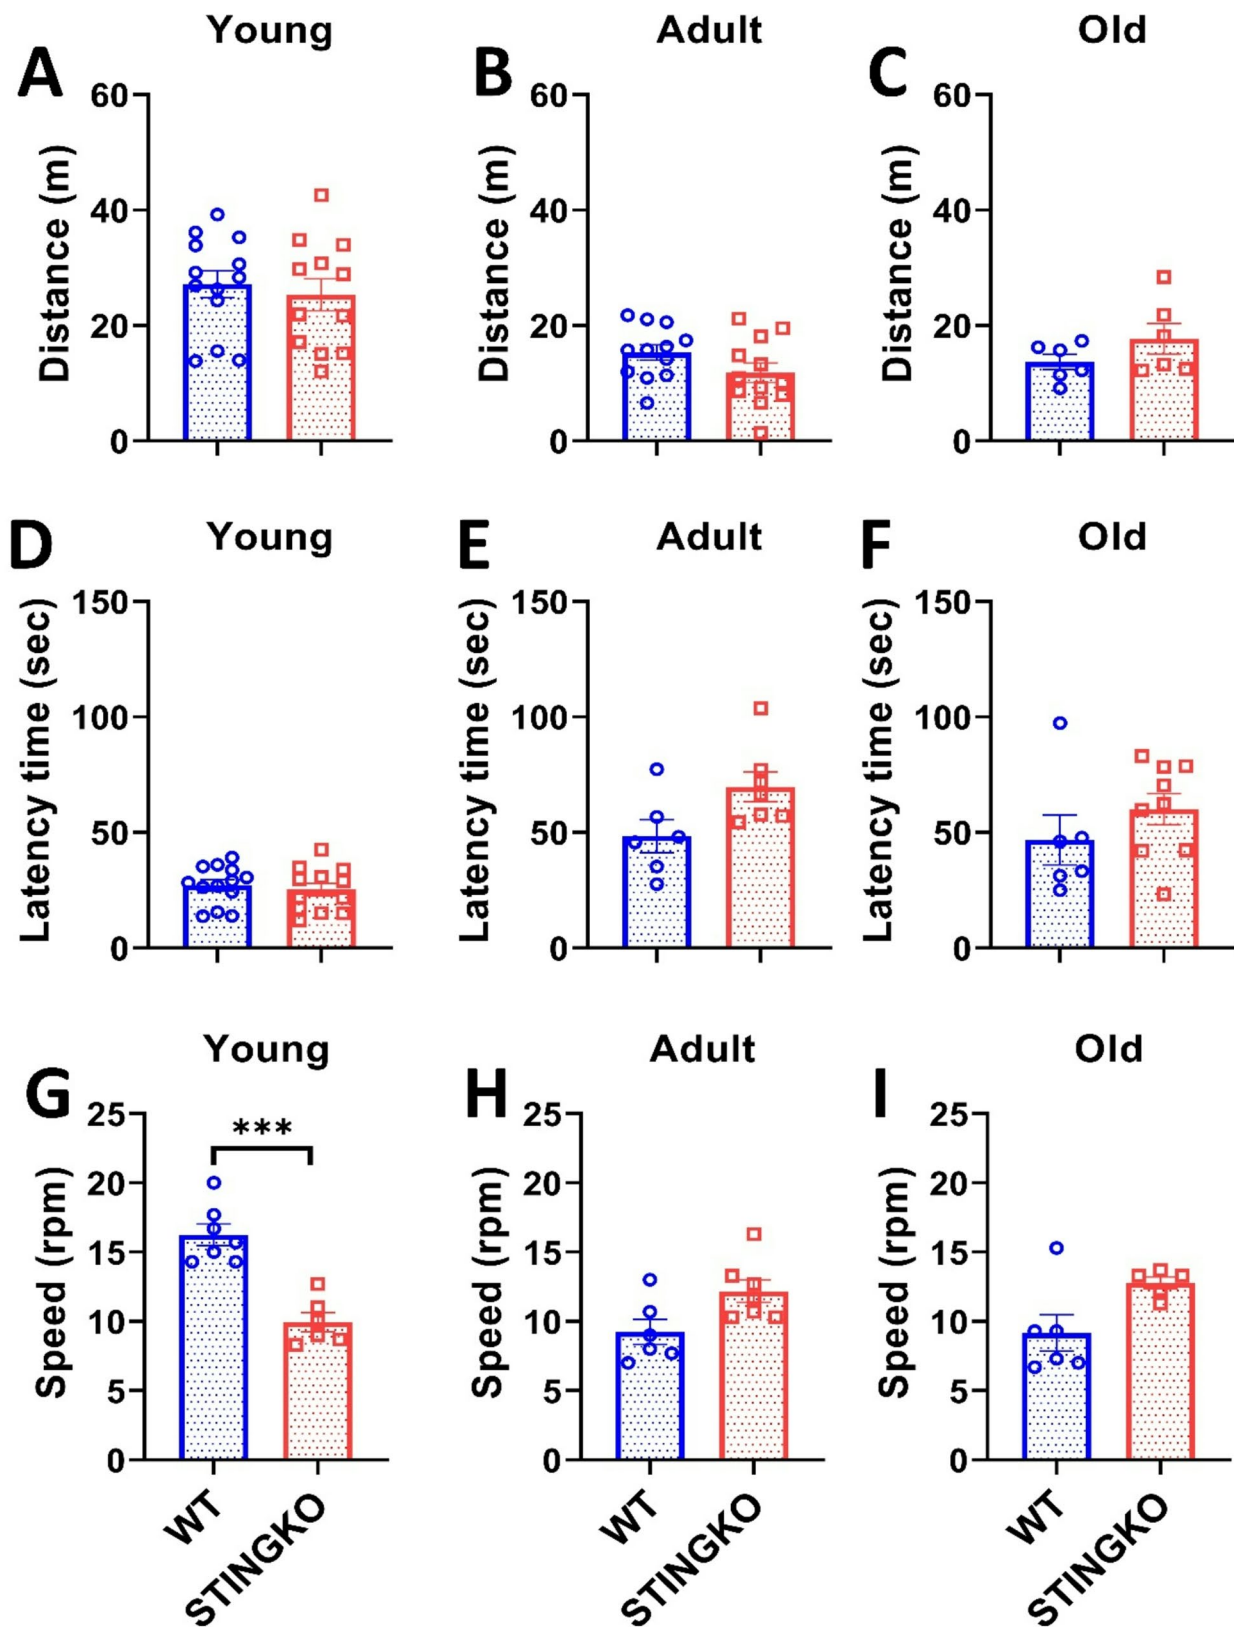 Young
Adult
Old
A
B
C
Distance (m)
60
40
20
0
Distance (m)
60
40
20
0
Distance (m)
60
40
20
0
Young
Adult
Old
D
E
F
Latency time (sec)
150
100
50
0
Latency time (sec)
150
100
50
0
Latency time (sec)
150
100
50
0
Young
Adult
Old
G
H
I
Speed (rpm)
25
20
15
10
5
0
***
Speed (rpm)
25
20
15
10
5
0
Speed (rpm)
25
20
15
10
5
0
WT
STINGKO
WT
STINGKO
WT
STINGKO